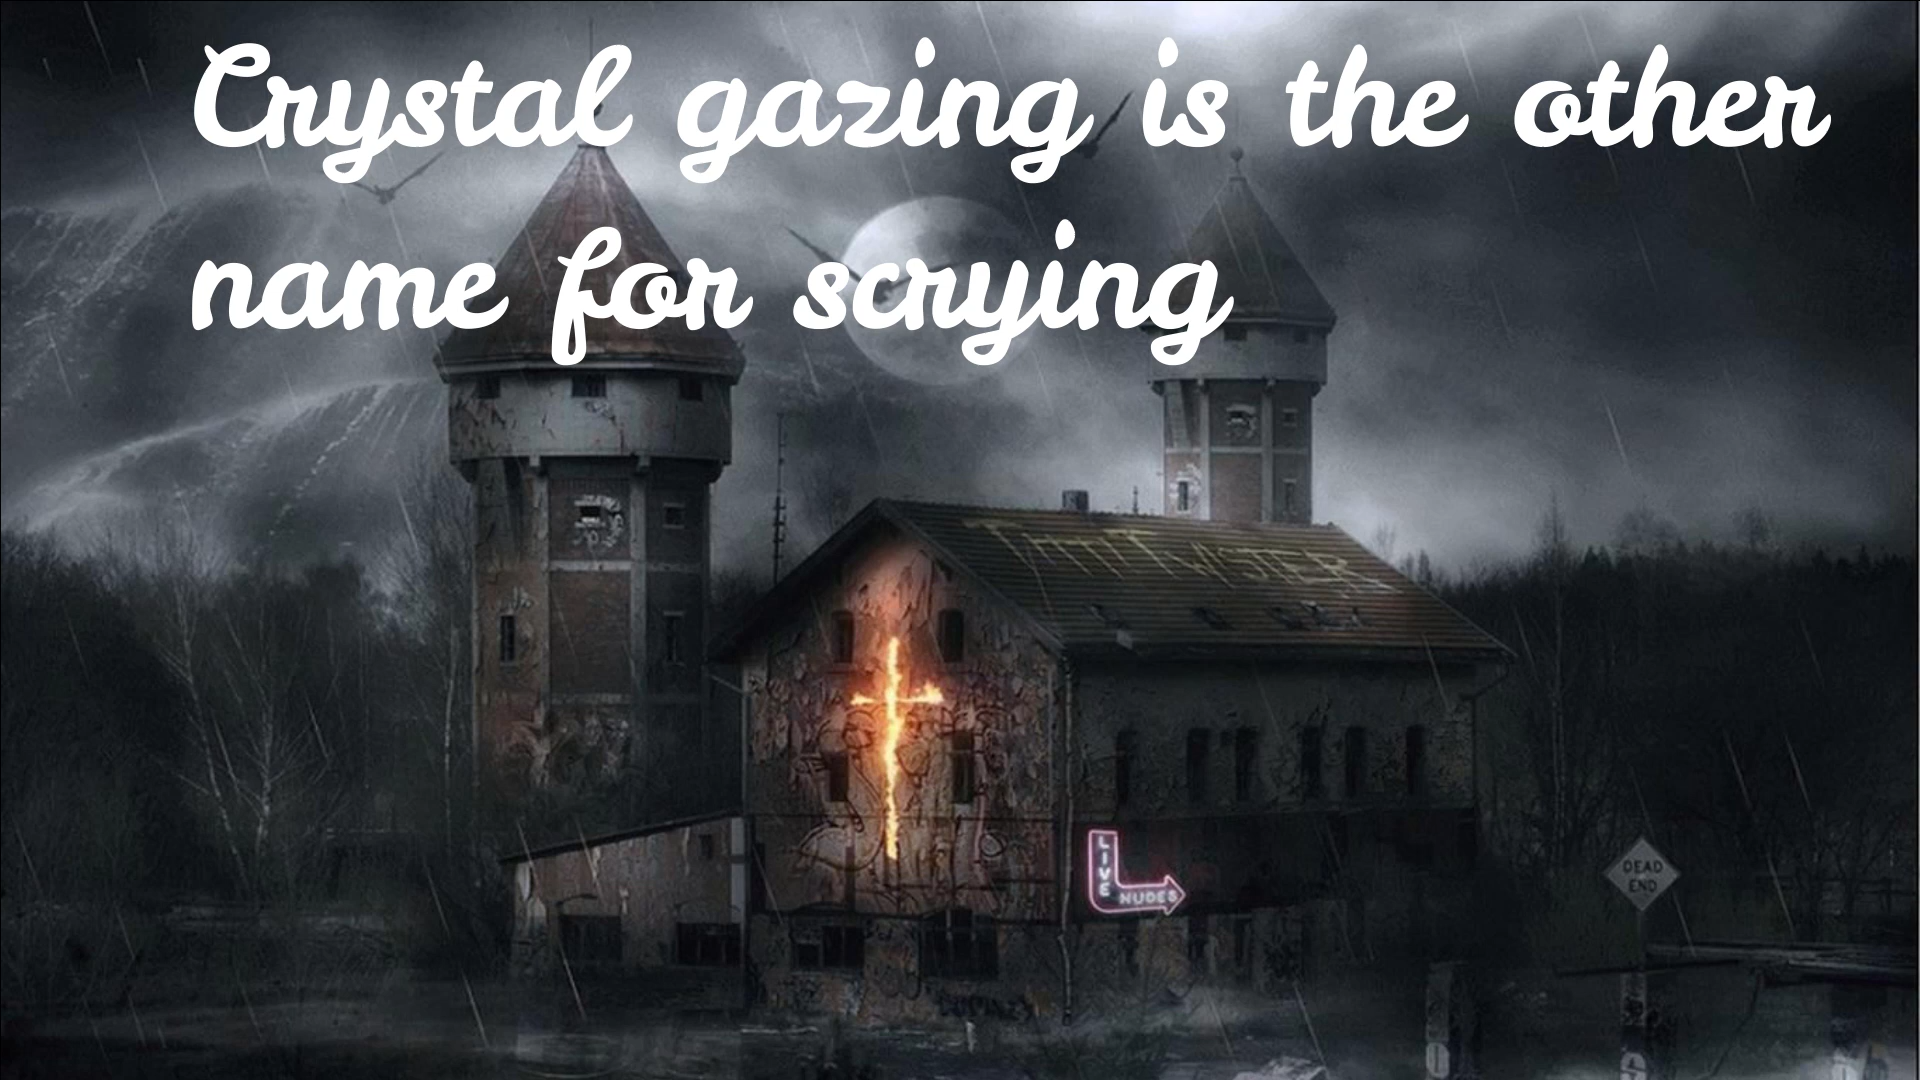 Crystal gazing is the other
name for scrying
LIVE
NUDES
DEAD
END